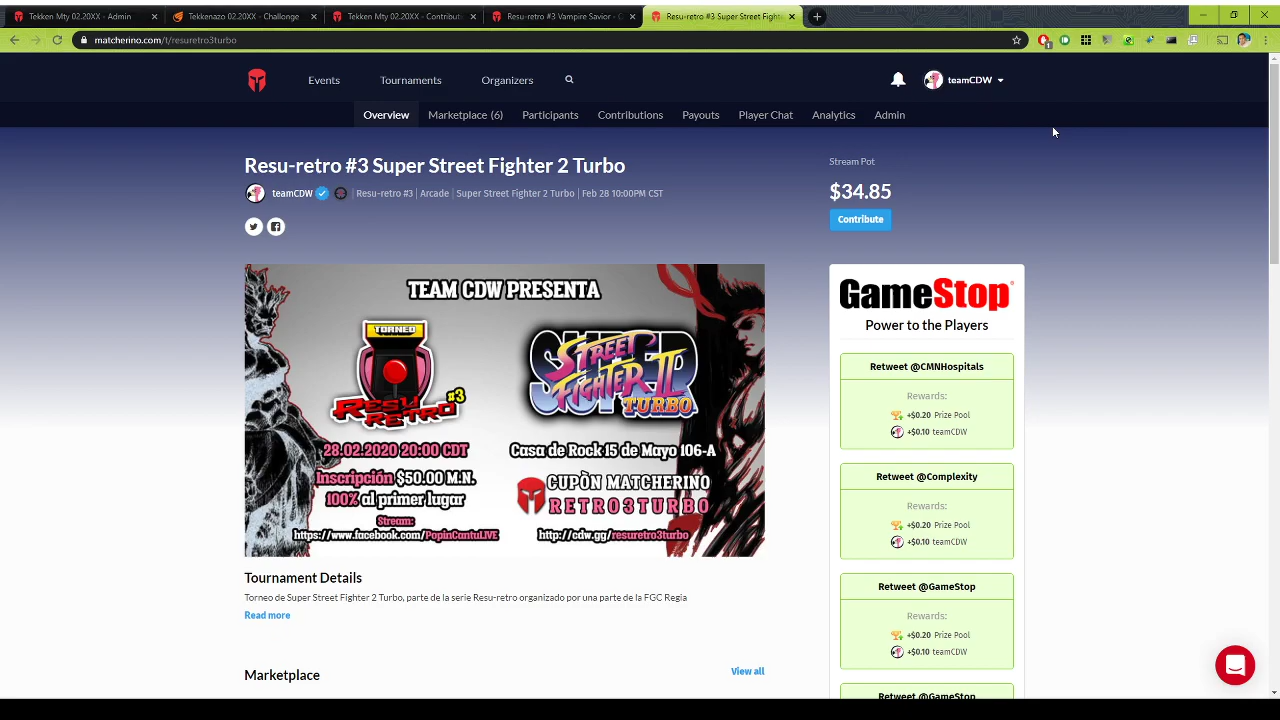 Tekken Mty 02.20XX - Admin
Tekkenazo 02.20XX - Challonge
Tekken Mty 02.20XX - Contribut
Resu-retro #3 Vampire Savior - C
Resu-retro #3 Super Street Fight
matcherino.com/t/resuretro3turbo
Events
Tournaments
Organizers
teamCDW
Overview
Marketplace (6)
Participants
Contributions
Payouts
Player Chat
Analytics
Admin
Resu-retro #3 Super Street Fighter 2 Turbo
teamCDW | Resu-retro #3 | Arcade | Super Street Fighter 2 Turbo | Feb 28 10:00PM CST
Stream Pot
$34.85
Contribute
TEAM CDW PRESENTA
TORNEO
RESU
RETRO
#3
SUPER
STREET
FIGHTER II
TURBO
28.02.2020 20:00 CDT
Inscripción $50.00 M.N.
100% al primer lugar
Stream:
https://www.facebook.com/PopinCantuLIVE
Casa de Rock 15 de Mayo 106-A
CUPÒN MATCHERINO
RETRO3TURBO
http://cdw.gg/resuretro3turbo
Tournament Details
Torneo de Super Street Fighter 2 Turbo, parte de la serie Resu-retro organizado por una parte de la FGC Regia
Read more
Marketplace
View all
GameStop
Power to the Players
Retweet @CMNHospitals
Rewards:
+$0.20 Prize Pool
+$0.10 teamCDW
Retweet @Complexity
Rewards:
+$0.20 Prize Pool
+$0.10 teamCDW
Retweet @GameStop
Rewards:
+$0.20 Prize Pool
+$0.10 teamCDW
Retweet @GameStop